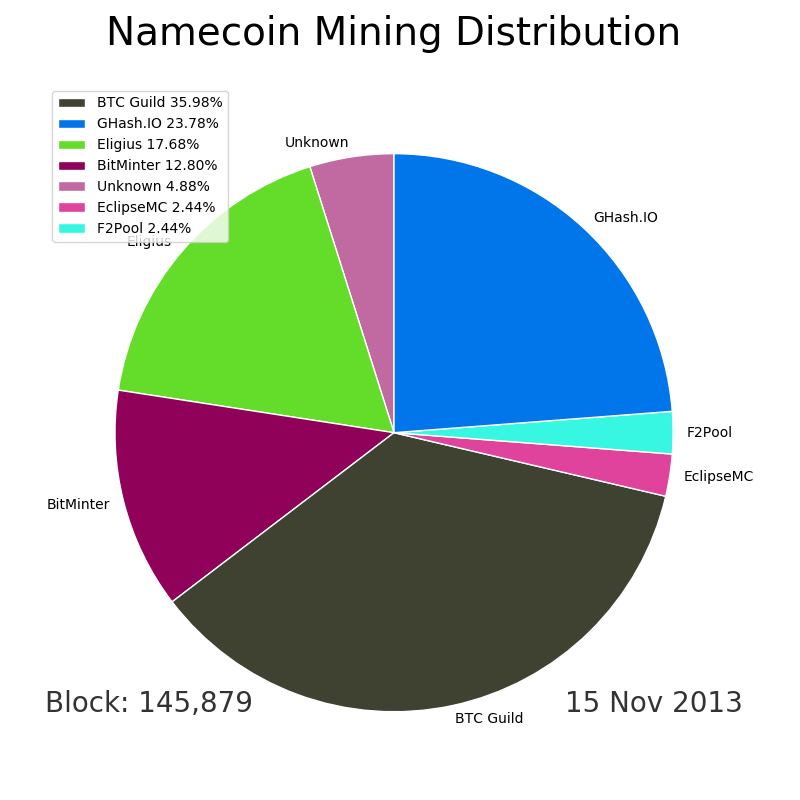 Namecoin Mining Distribution
BTC Guild 35.98%
GHash.IO 23.78%
Eligius 17.68%
BitMinter 12.80%
Unknown 4.88%
EclipseMC 2.44%
F2Pool 2.44%
Unknown
GHash.IO
Eligius
F2Pool
EclipseMC
BitMinter
BTC Guild
Block: 145,879
15 Nov 2013